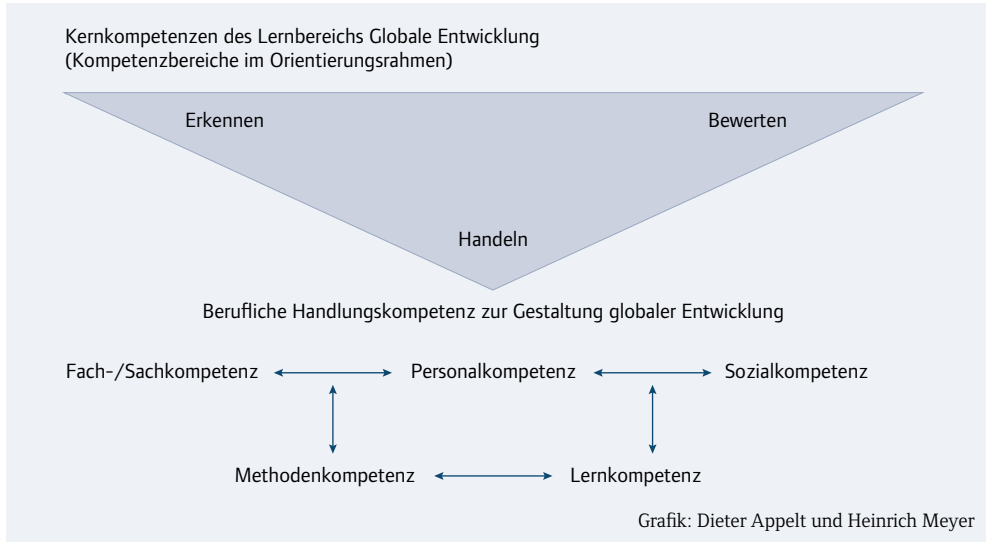 Kernkompetenzen des Lernbereichs Globale Entwicklung
(Kompetenzbereiche im Orientierungsrahmen)
Erkennen Bewerten
Handeln
Berufliche Handlungskompetenz zur Gestaltung globaler Entwicklung
Fach-/Sachkompetenz Personalkompetenz Sozialkompetenz
Methodenkompetenz Lernkompetenz
Grafik: Dieter Appelt und Heinrich Meyer